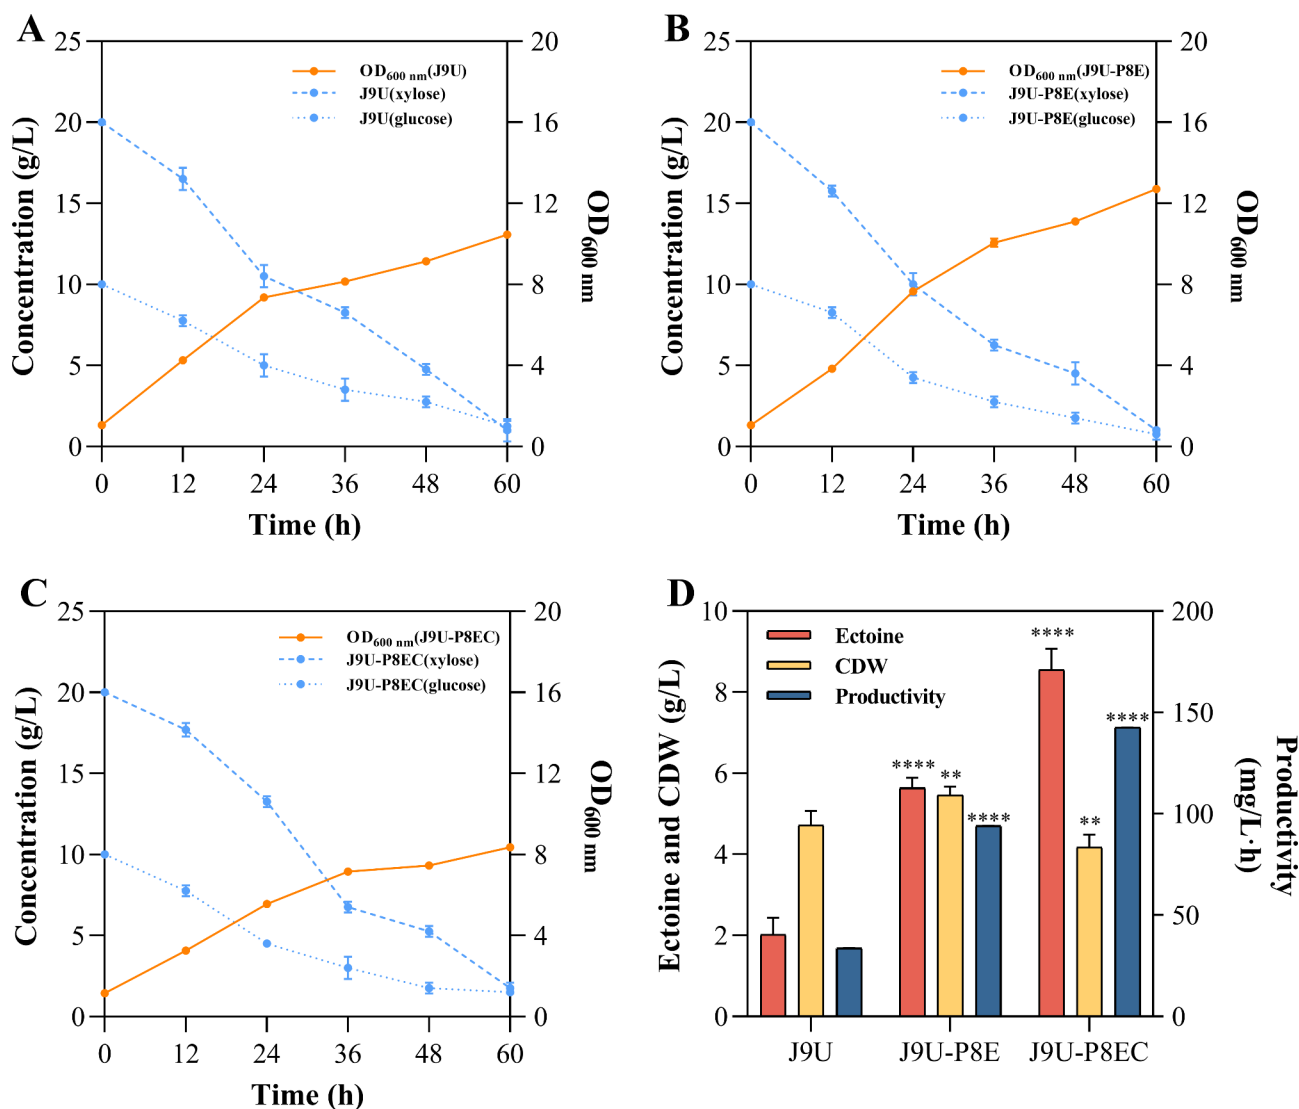 A
25
20
15
10
5
0
Concentration (g/L)
OD600 nm(J9U)
J9U(xylose)
J9U(glucose)
20
16
12
8
4
0
OD600 nm
0 12 24 36 48 60
Time (h)
B
25
20
15
10
5
0
Concentration (g/L)
OD600 nm(J9U-P8E)
J9U-P8E(xylose)
J9U-P8E(glucose)
20
16
12
8
4
0
OD600 nm
0 12 24 36 48 60
Time (h)
C
25
20
15
10
5
0
Concentration (g/L)
OD600 nm(J9U-P8EC)
J9U-P8EC(xylose)
J9U-P8EC(glucose)
20
16
12
8
4
0
OD600 nm
0 12 24 36 48 60
Time (h)
D
10
8
6
4
2
0
Ectoine and CDW (g/L)
Ectoine
CDW
Productivity
**** ** ****
**** ** ****
200
150
100
50
0
Productivity
(mg/L·h)
J9U J9U-P8E J9U-P8EC